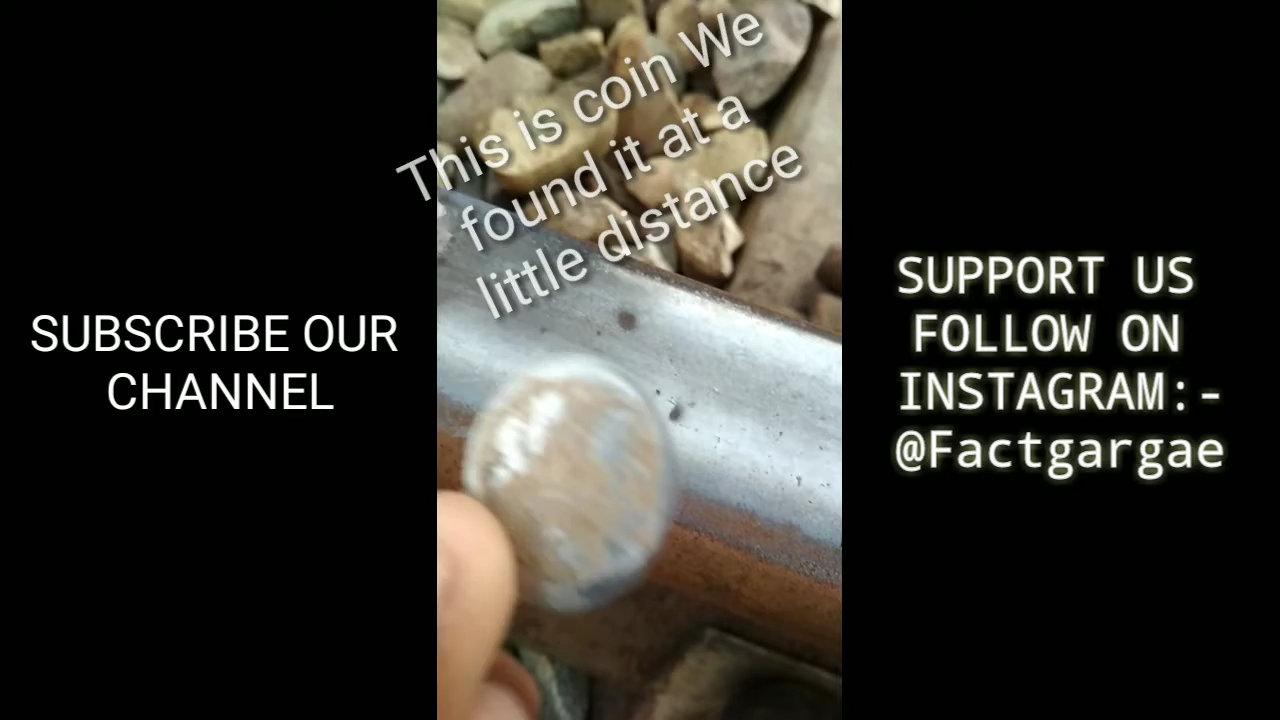 This is coin We
found it at a
little distance
SUBSCRIBE OUR
CHANNEL
SUPPORT US
FOLLOW ON
INSTAGRAM:-
@Factgargae